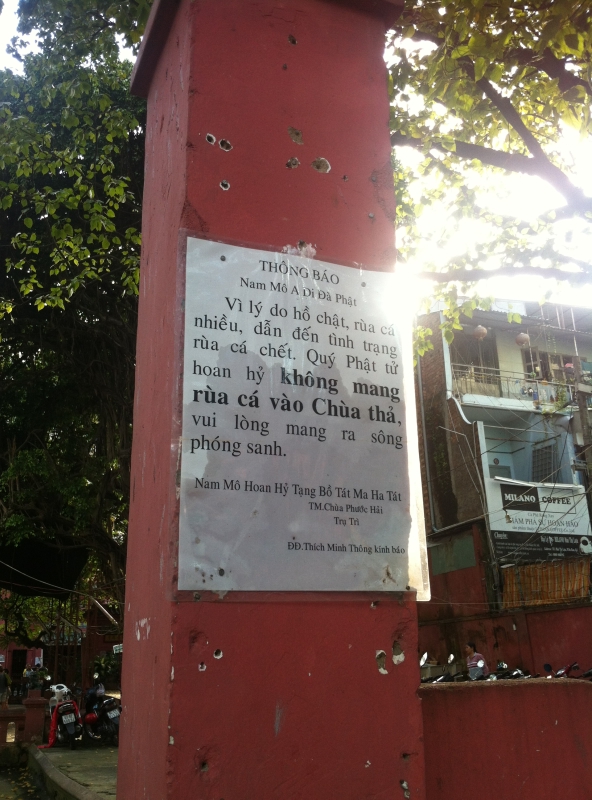 THÔNG BÁO
Nam Mô A Di Đà Phật
Vì lý do hồ chật, rùa cá
nhiều, dẫn đến tình trạng
rùa cá chết. Quý Phật tử
hoan hỷ không mang
rùa cá vào Chùa thả,
vui lòng mang ra sông
phóng sanh.
Nam Mô Hoan Hỷ Tạng Bồ Tát Ma Ha Tát
TM.Chùa Phước Hải
Trụ Trì
ĐĐ.Thích Minh Thông kính báo
MILANO COFFEE